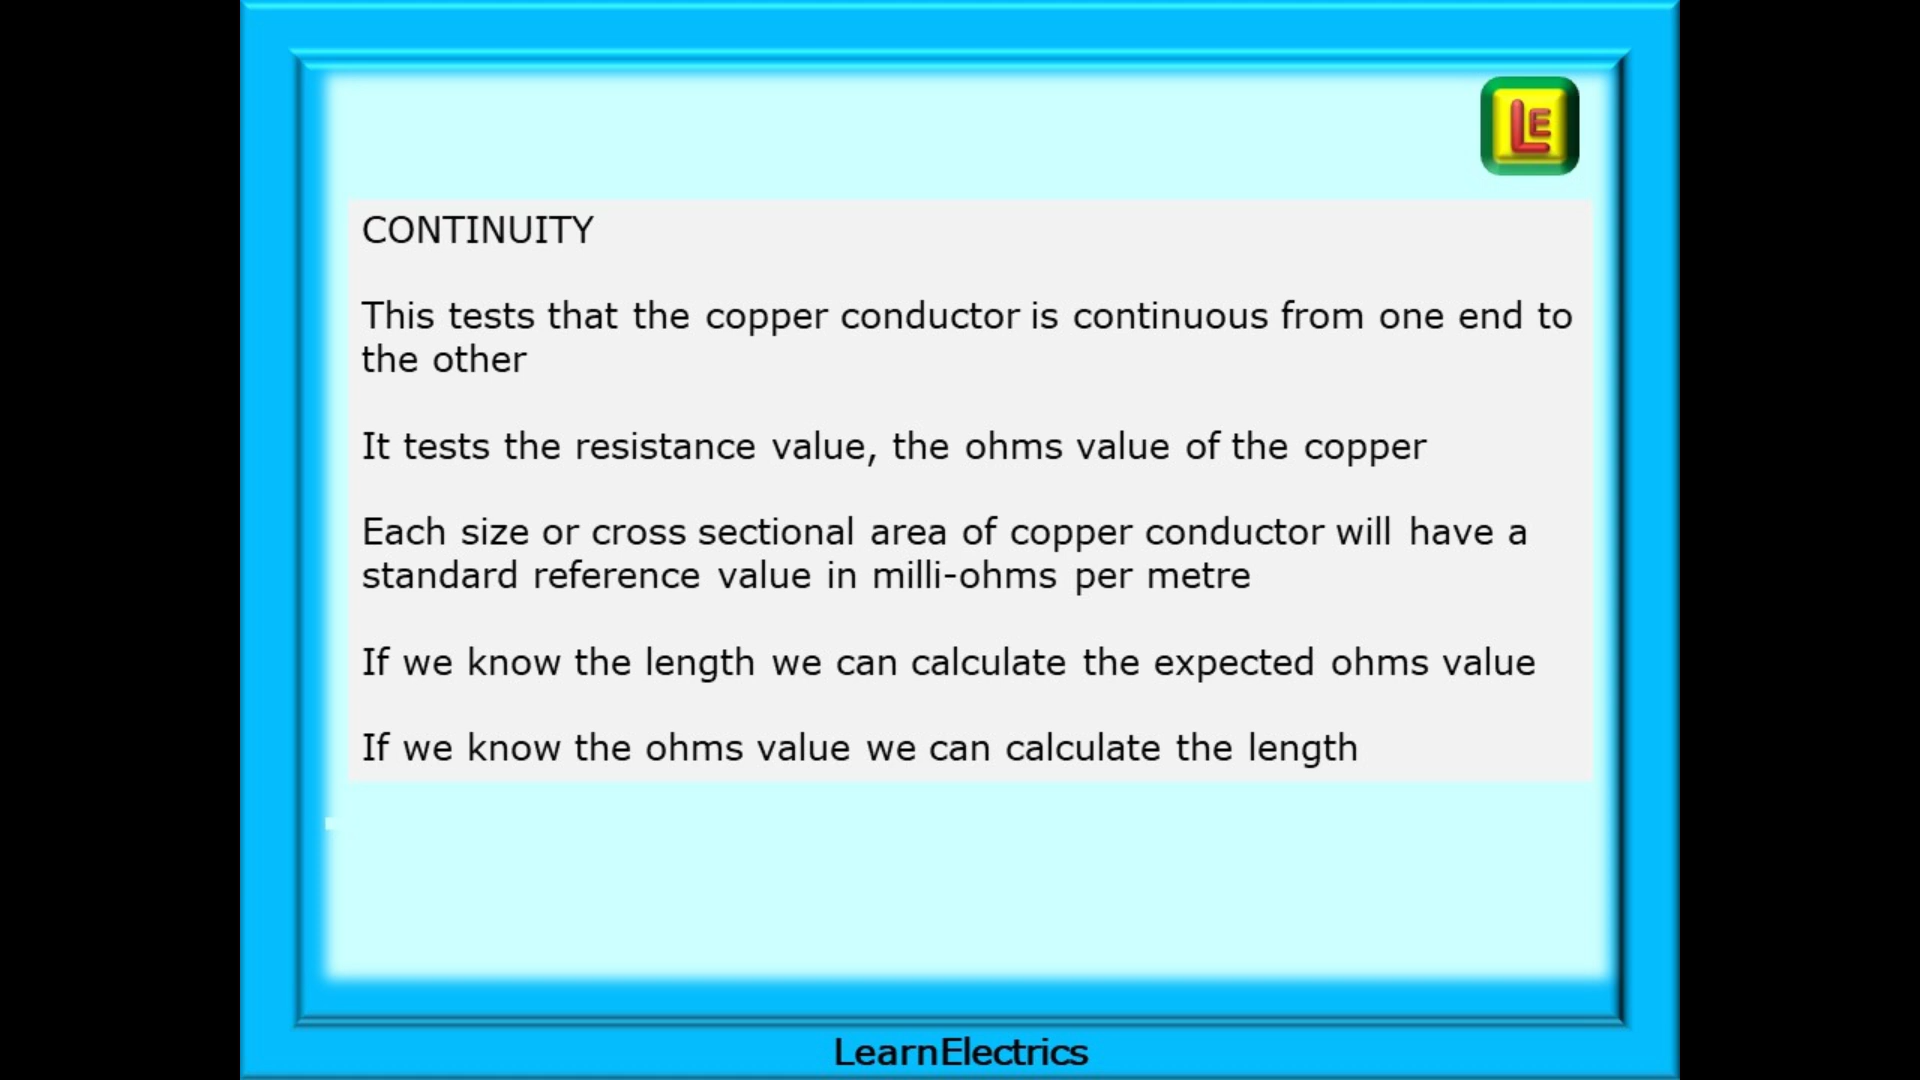 LE
CONTINUITY
This tests that the copper conductor is continuous from one end to
the other
It tests the resistance value, the ohms value of the copper
Each size or cross sectional area of copper conductor will have a
standard reference value in milli-ohms per metre
If we know the length we can calculate the expected ohms value
If we know the ohms value we can calculate the length
LearnElectrics